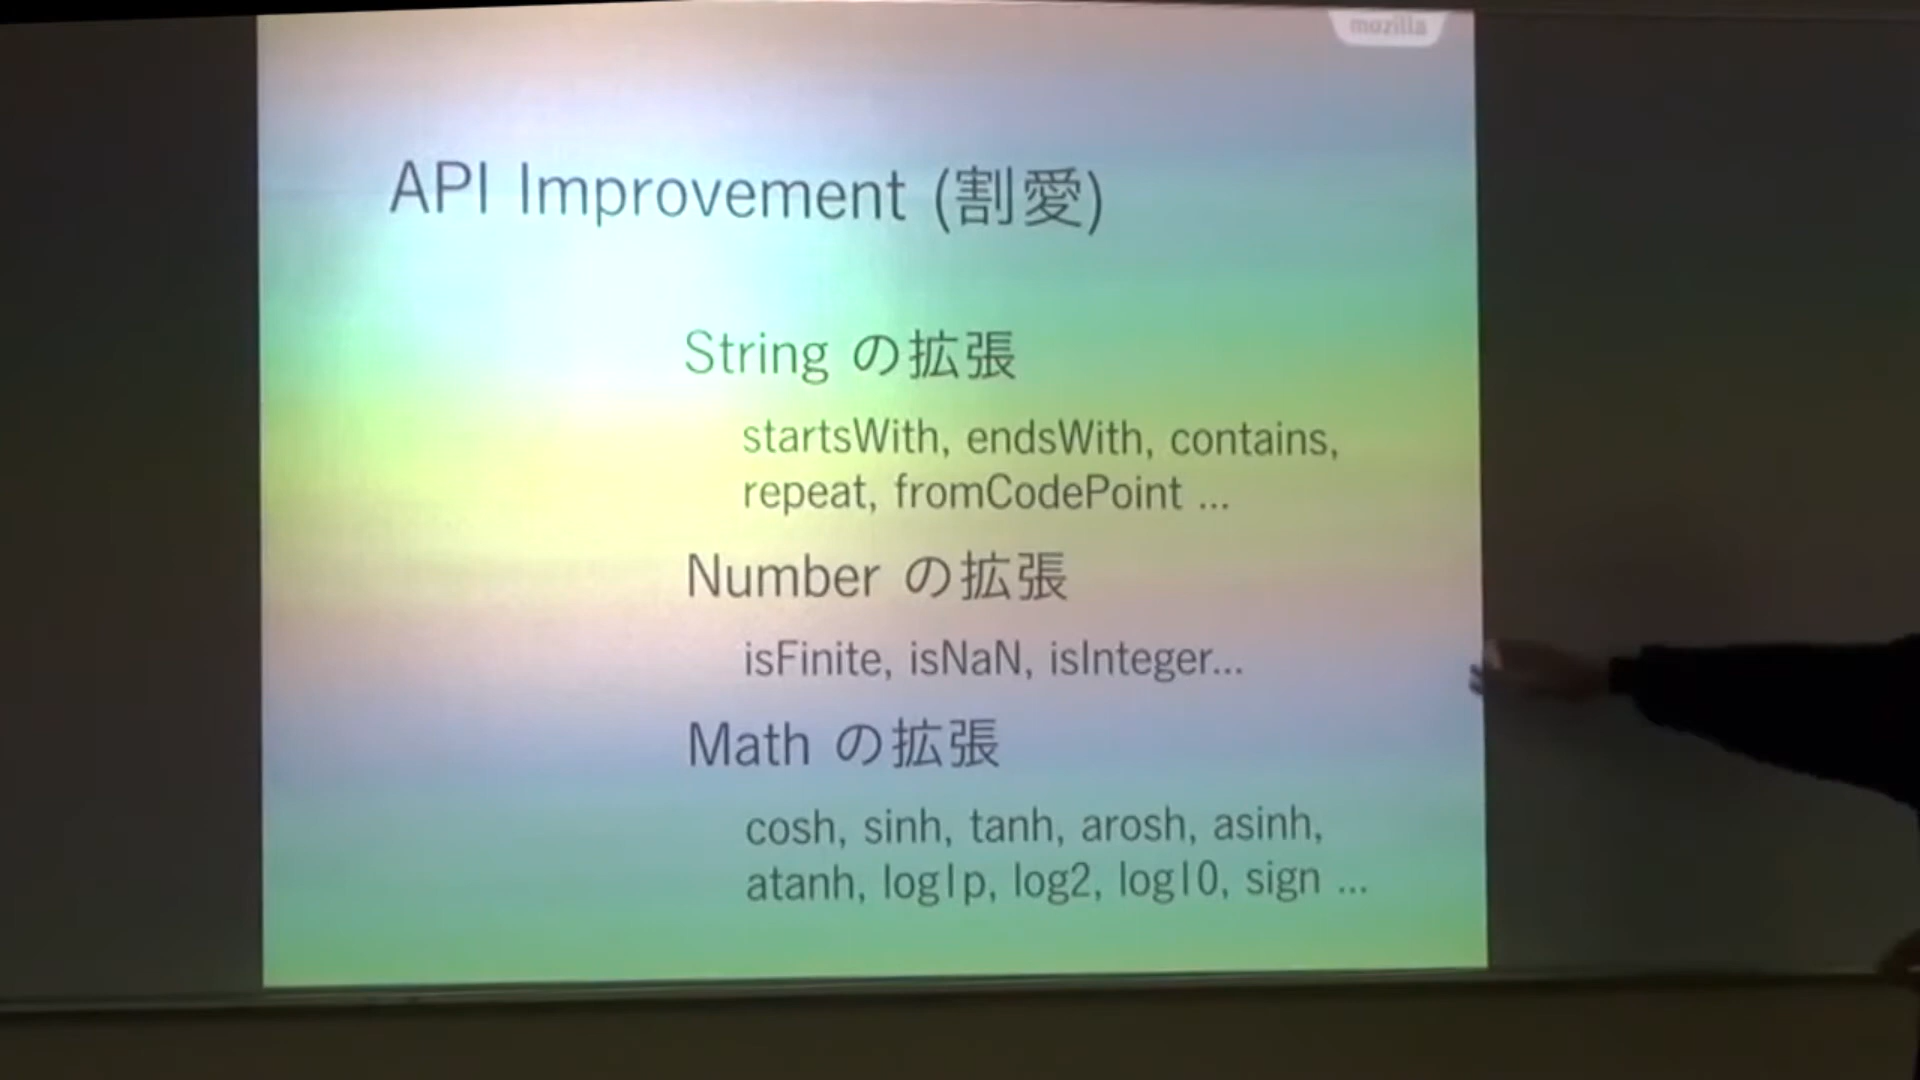 mozilla
API Improvement (割愛)
String の拡張
startsWith, endsWith, contains,
repeat, fromCodePoint ...
Number の拡張
isFinite, isNaN, isInteger...
Math の拡張
cosh, sinh, tanh, arosh, asinh,
atanh, log1p, log2, log10, sign ...